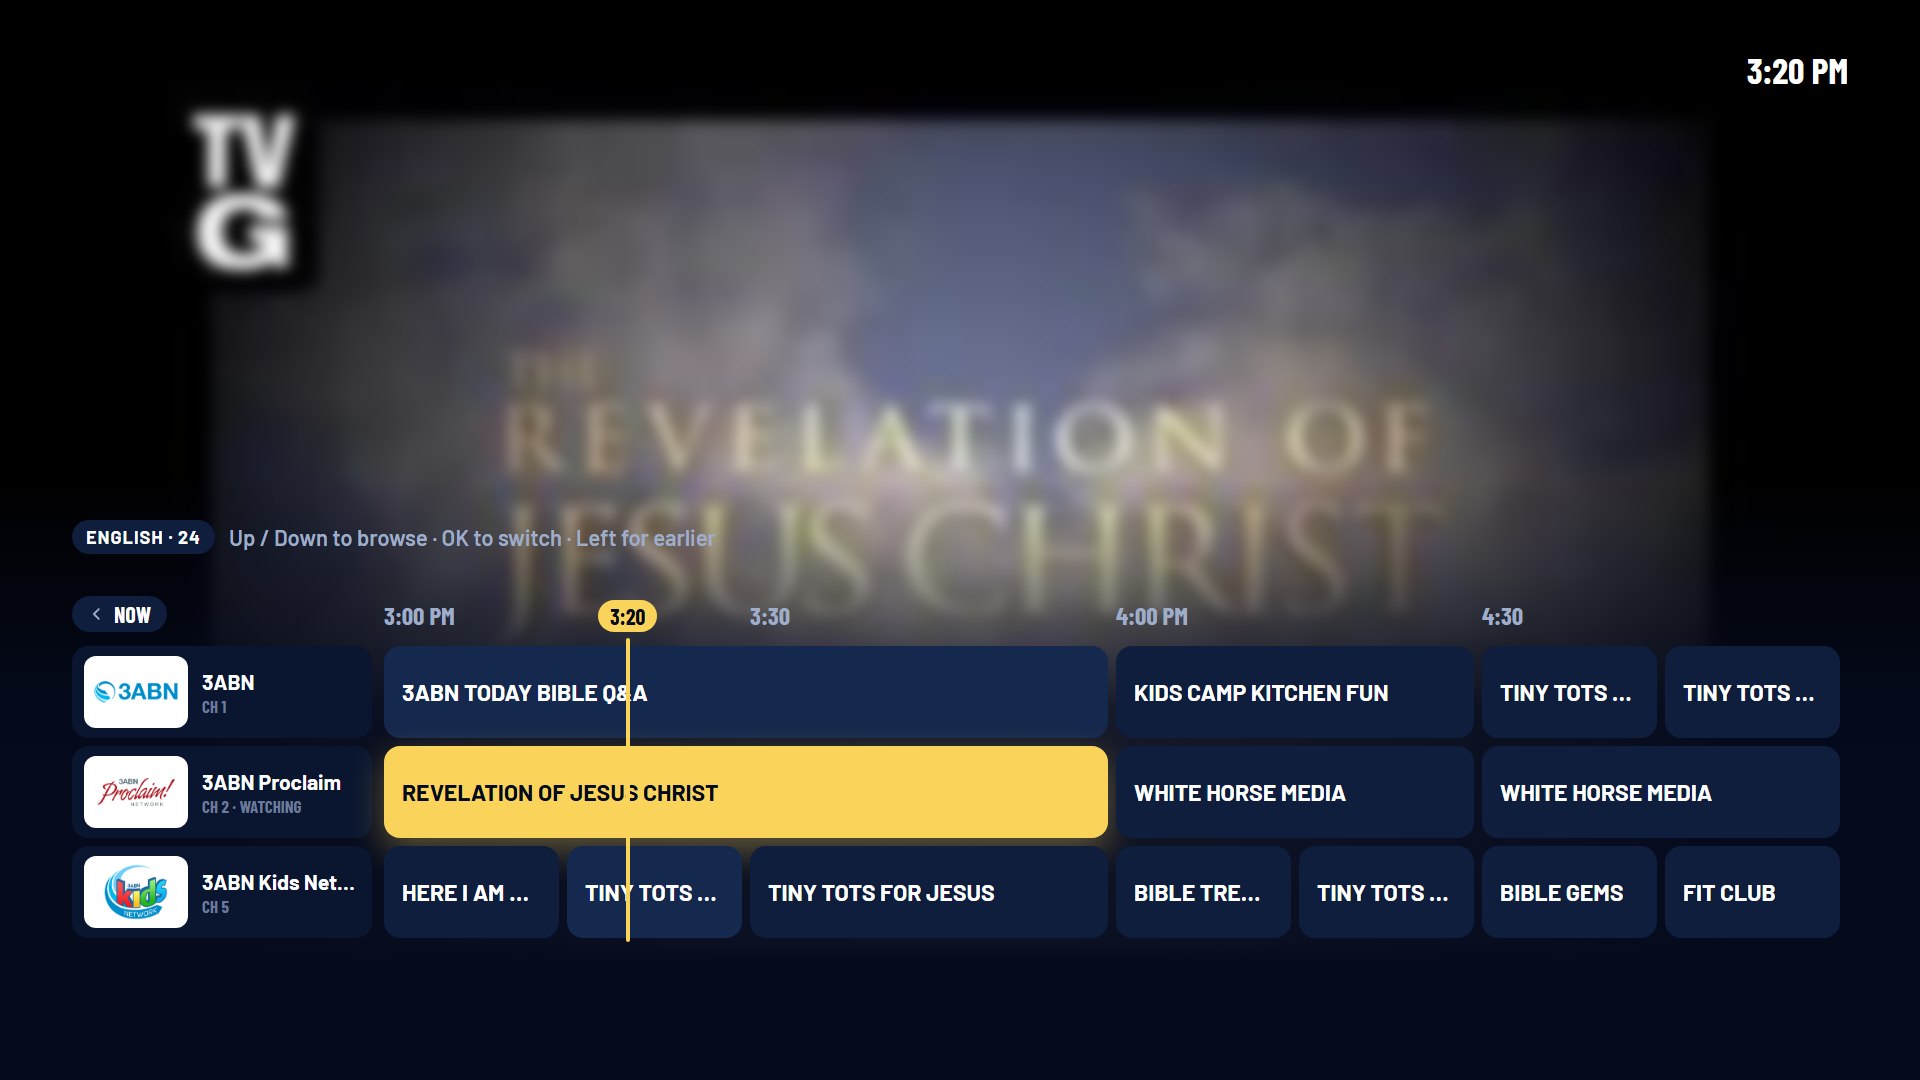 3:20 PM
TV
G
THE
REVELATION OF
JESUS CHRIST
ENGLISH · 24 Up / Down to browse · OK to switch · Left for earlier
NOW 3:00 PM 3:20 3:30 4:00 PM 4:30
3ABN 3ABN 3ABN TODAY BIBLE Q&A KIDS CAMP KITCHEN FUN TINY TOTS ... TINY TOTS ...
CH 1
3ABN Proclaim! NETWORK 3ABN Proclaim REVELATION OF JESUS CHRIST WHITE HORSE MEDIA WHITE HORSE MEDIA
CH 2 · WATCHING
3ABN kids NETWORK 3ABN Kids Net... HERE I AM ... TINY TOTS ... TINY TOTS FOR JESUS BIBLE TRE... TINY TOTS ... BIBLE GEMS FIT CLUB
CH 5